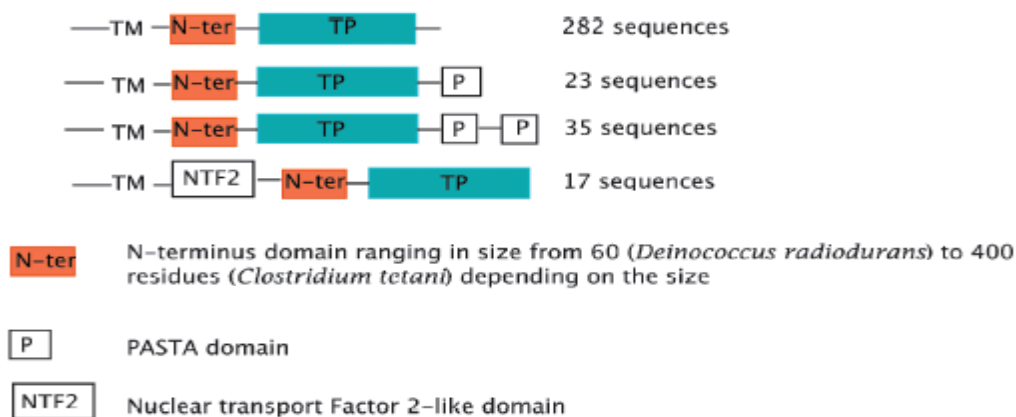 TM N-ter TP 282 sequences
TM N-ter TP P 23 sequences
TM N-ter TP P P 35 sequences
TM NTF2 N-ter TP 17 sequences
N-ter N-terminus domain ranging in size from 60 (Deinococcus radiodurans) to 400
residues (Clostridium tetani) depending on the size
P PASTA domain
NTF2 Nuclear transport Factor 2-like domain